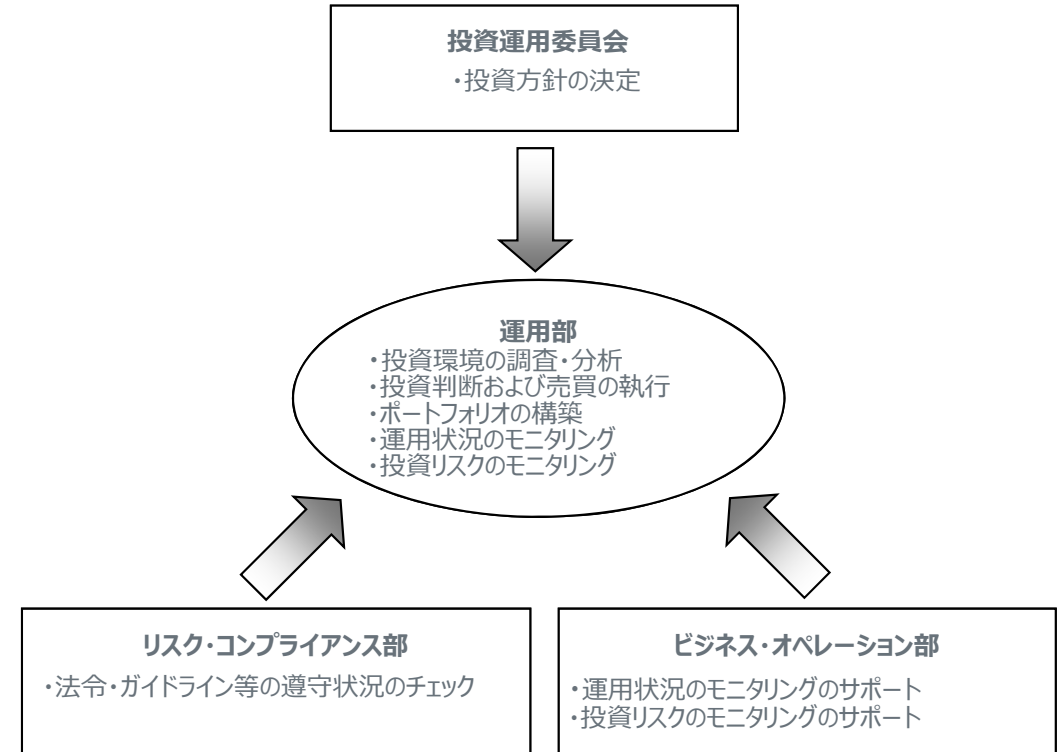 投資運用委員会
・投資方針の決定
運用部
・投資環境の調査・分析
・投資判断および売買の執行
・ポートフォリオの構築
・運用状況のモニタリング
・投資リスクのモニタリング
リスク・コンプライアンス部
・法令・ガイドライン等の遵守状況のチェック
ビジネス・オペレーション部
・運用状況のモニタリングのサポート
・投資リスクのモニタリングのサポート